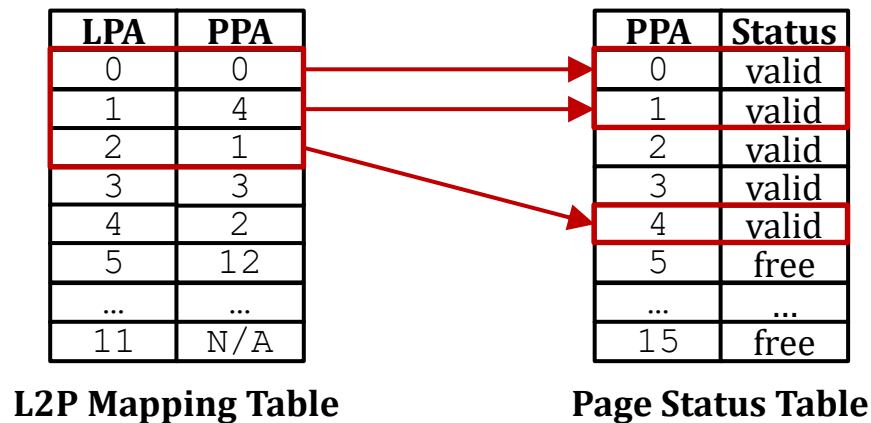 LPA PPA
0 0
1 4
2 1
3 3
4 2
5 12
... ...
11 N/A
L2P Mapping Table
PPA Status
0 valid
1 valid
2 valid
3 valid
4 valid
5 free
... ...
15 free
Page Status Table